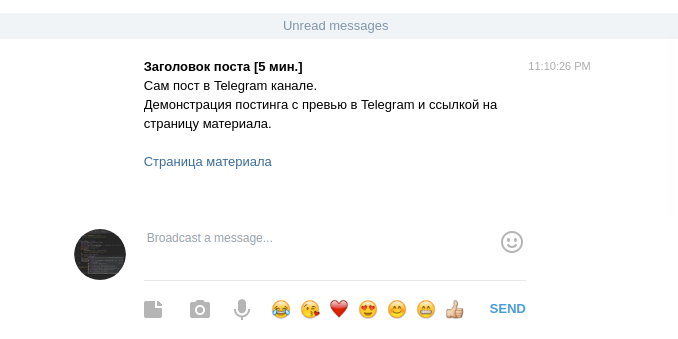 Unread messages
Заголовок поста [5 мин.]
11:10:26 PM
Сам пост в Telegram канале.
Демонстрация постинга с превью в Telegram и ссылкой на
страницу материала.
Страница материала
Broadcast a message...
SEND